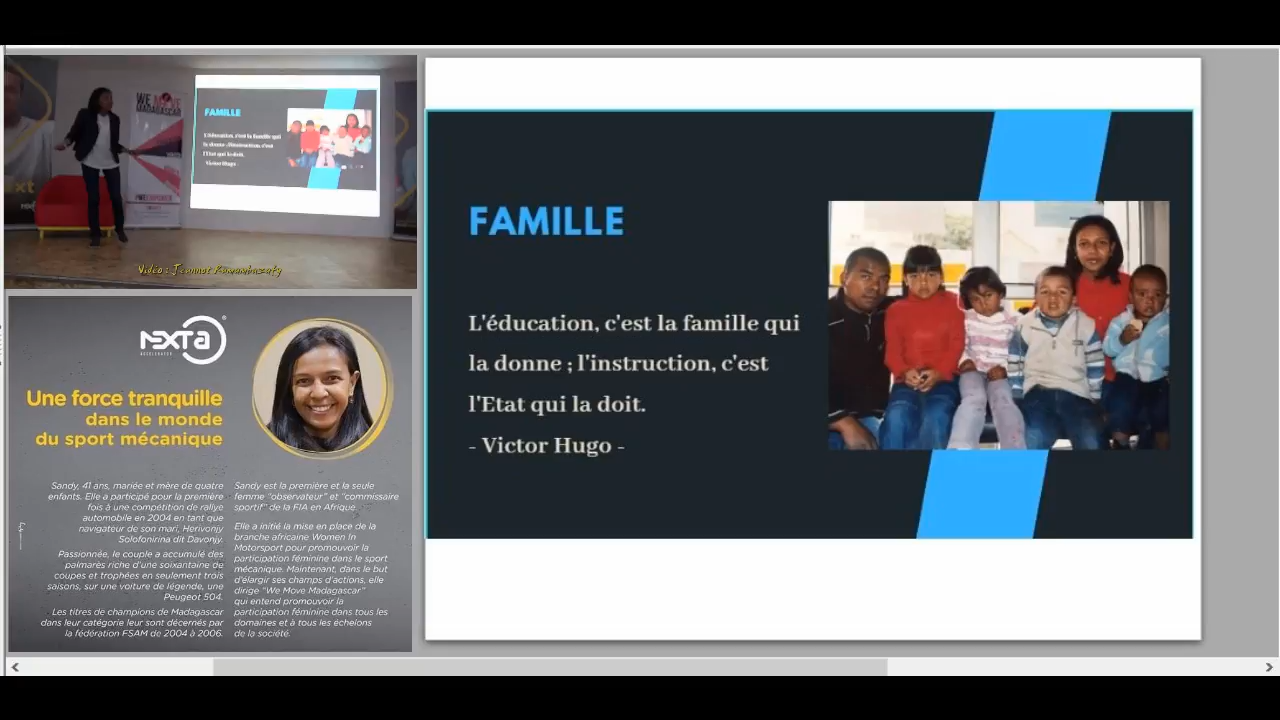 WE MOVE
MADAGASCAR
FAMILLE
L'éducation, c'est la famille qui
la donne ; l'instruction, c'est
l'Etat qui la doit.
- Victor Hugo -
FAMILLE
L'éducation, c'est la famille qui
la donne ; l'instruction, c'est
l'Etat qui la doit.
- Victor Hugo -
NEXTA
ACCELERATOR
Une force tranquille
dans le monde
du sport mécanique
Sandy, 41 ans, mariée et mère de quatre
enfants. Elle a participé pour la première
fois à une compétition de rallye
automobile en 2004 en tant que
navigateur de son mari, Herivonjy
Solofonirina dit Davonjy.
Passionnée, le couple a accumulé des
palmarès riche d'une soixantaine de
coupes et trophées en seulement trois
saisons, sur une voiture de légende, une
Peugeot 504.
Les titres de champions de Madagascar
dans leur catégorie leur sont décernés par
la fédération FSAM de 2004 à 2006.
Sandy est la première et la seule
femme "observateur" et "commissaire
sportif" de la FIA en Afrique.
Elle a initié la mise en place de la
branche africaine Women In
Motorsport pour promouvoir la
participation féminine dans le sport
mécanique. Maintenant, dans le but
d'élargir ses champs d'actions, elle
dirige "We Move Madagascar"
qui entend promouvoir la
participation féminine dans tous les
domaines et à tous les échelons
de la société.